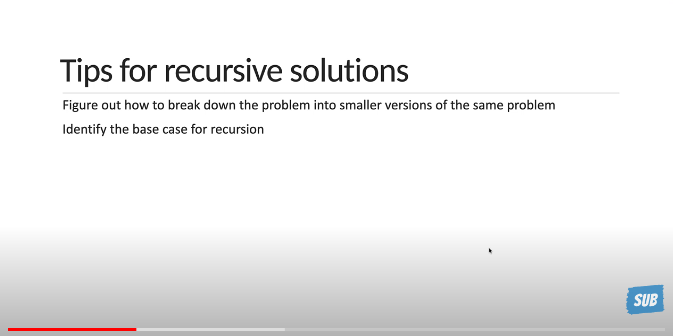 Tips for recursive solutions
Figure out how to break down the problem into smaller versions of the same problem
Identify the base case for recursion
SUB